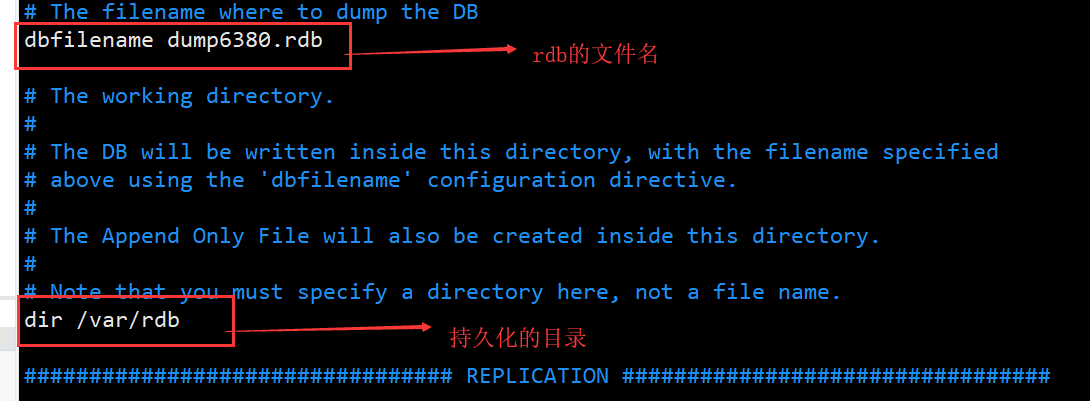 # The filename where to dump the DB
dbfilename dump6380.rdb
rdb的文件名
# The working directory.
#
# The DB will be written inside this directory, with the filename specified
# above using the 'dbfilename' configuration directive.
#
# The Append Only File will also be created inside this directory.
#
# Note that you must specify a directory here, not a file name.
dir /var/rdb
持久化的目录
################################# REPLICATION #################################